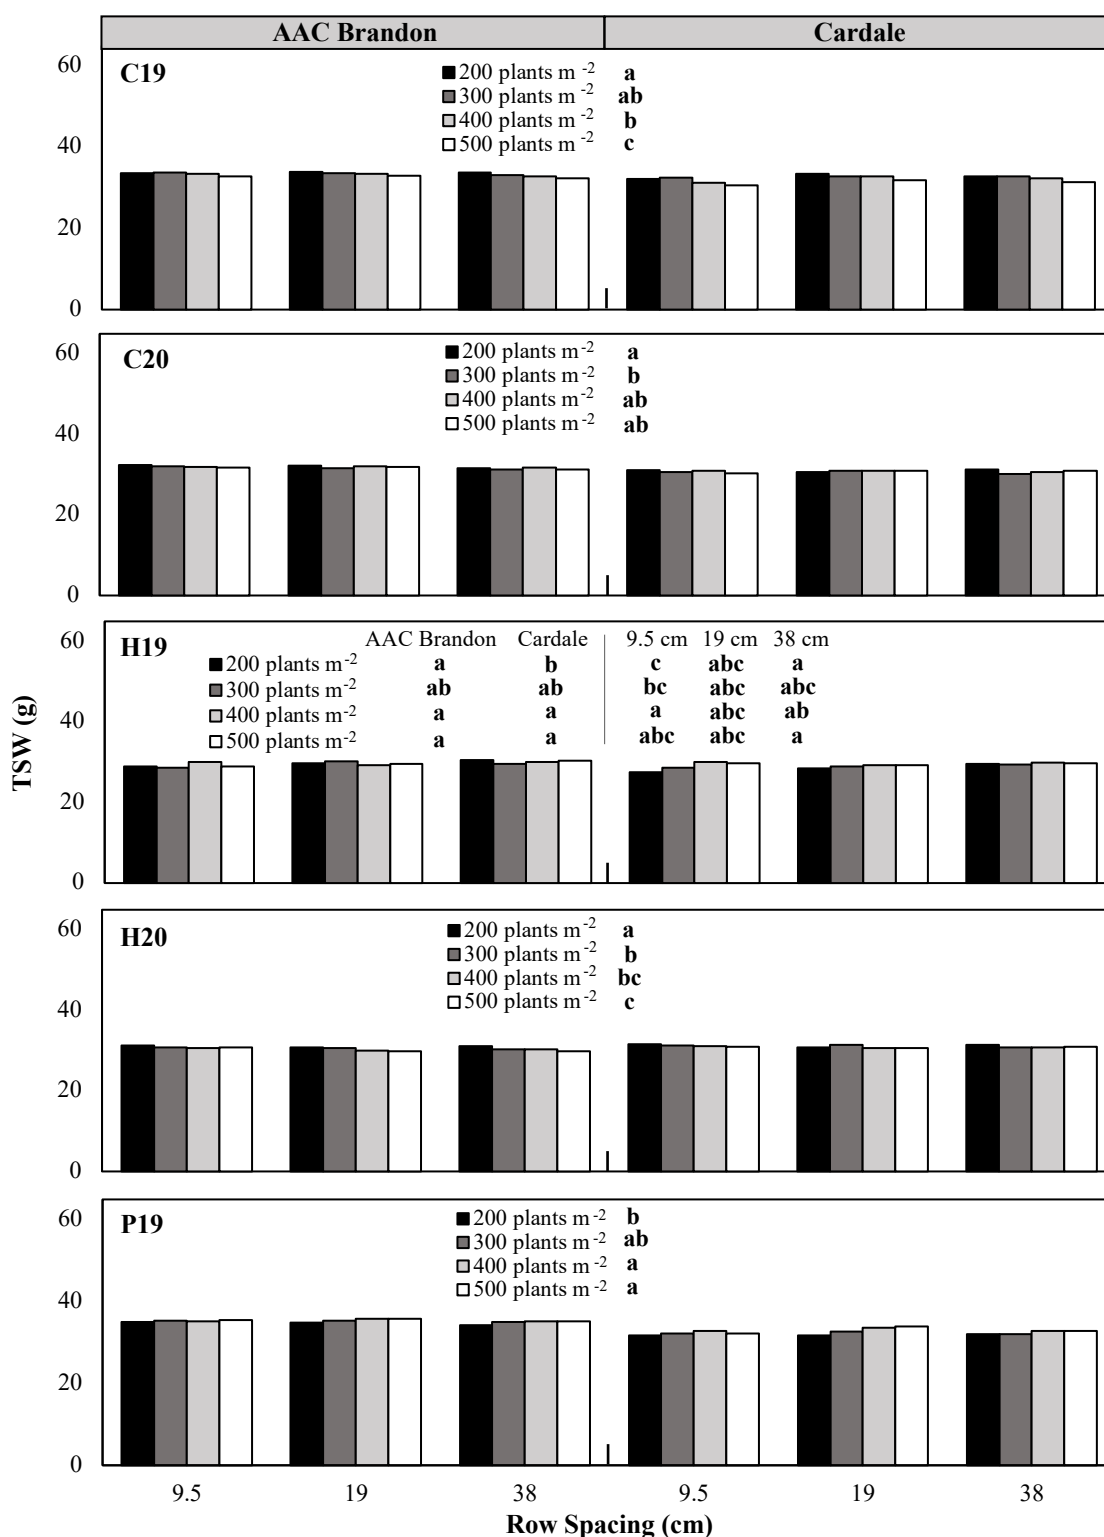 AAC Brandon Cardale
C19
200 plants m⁻² a
300 plants m⁻² ab
400 plants m⁻² b
500 plants m⁻² c
60
40
20
0
C20
200 plants m⁻² a
300 plants m⁻² b
400 plants m⁻² ab
500 plants m⁻² ab
60
40
20
0
H19
AAC Brandon Cardale 9.5 cm 19 cm 38 cm
200 plants m⁻² a b c abc a
300 plants m⁻² ab ab bc abc abc
400 plants m⁻² a a a abc ab
500 plants m⁻² a a abc abc a
60
40
20
0
TSW (g)
H20
200 plants m⁻² a
300 plants m⁻² b
400 plants m⁻² bc
500 plants m⁻² c
60
40
20
0
P19
200 plants m⁻² b
300 plants m⁻² ab
400 plants m⁻² a
500 plants m⁻² a
60
40
20
0
9.5 19 38 9.5 19 38
Row Spacing (cm)